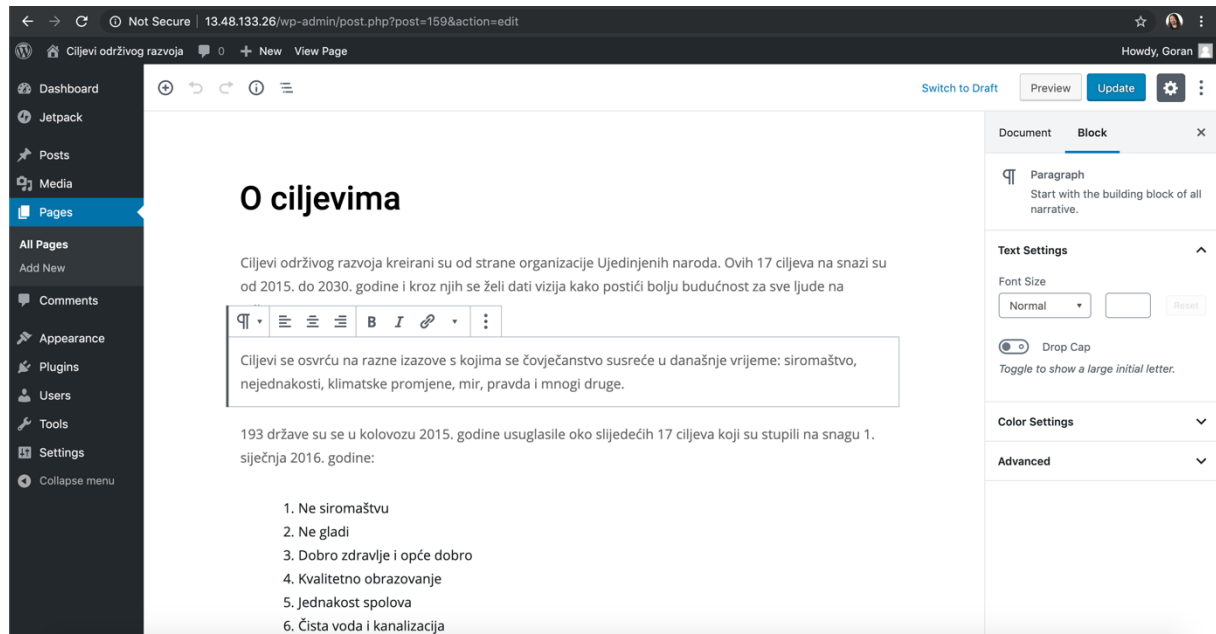 Not Secure | 13.48.133.26/wp-admin/post.php?post=159&action=edit
Ciljevi održivog razvoja 0 + New View Page Howdy, Goran
Dashboard
Jetpack
Posts
Media
Pages
All Pages
Add New
Comments
Appearance
Plugins
Users
Tools
Settings
Collapse menu
Switch to Draft Preview Update
O ciljevima
Ciljevi održivog razvoja kreirani su od strane organizacije Ujedinjenih naroda. Ovih 17 ciljeva na snazi su
od 2015. do 2030. godine i kroz njih se želi dati vizija kako postići bolju budućnost za sve ljude na
B I
Ciljevi se osvrću na razne izazove s kojima se čovječanstvo susreće u današnje vrijeme: siromaštvo,
nejednakosti, klimatske promjene, mir, pravda i mnogi druge.
193 države su se u kolovozu 2015. godine usuglasile oko slijedećih 17 ciljeva koji su stupili na snagu 1.
siječnja 2016. godine:
1. Ne siromaštvu
2. Ne gladi
3. Dobro zdravlje i opće dobro
4. Kvalitetno obrazovanje
5. Jednakost spolova
6. Čista voda i kanalizacija
Document Block
Paragraph
Start with the building block of all
narrative.
Text Settings
Font Size
Normal Reset
Drop Cap
Toggle to show a large initial letter.
Color Settings
Advanced